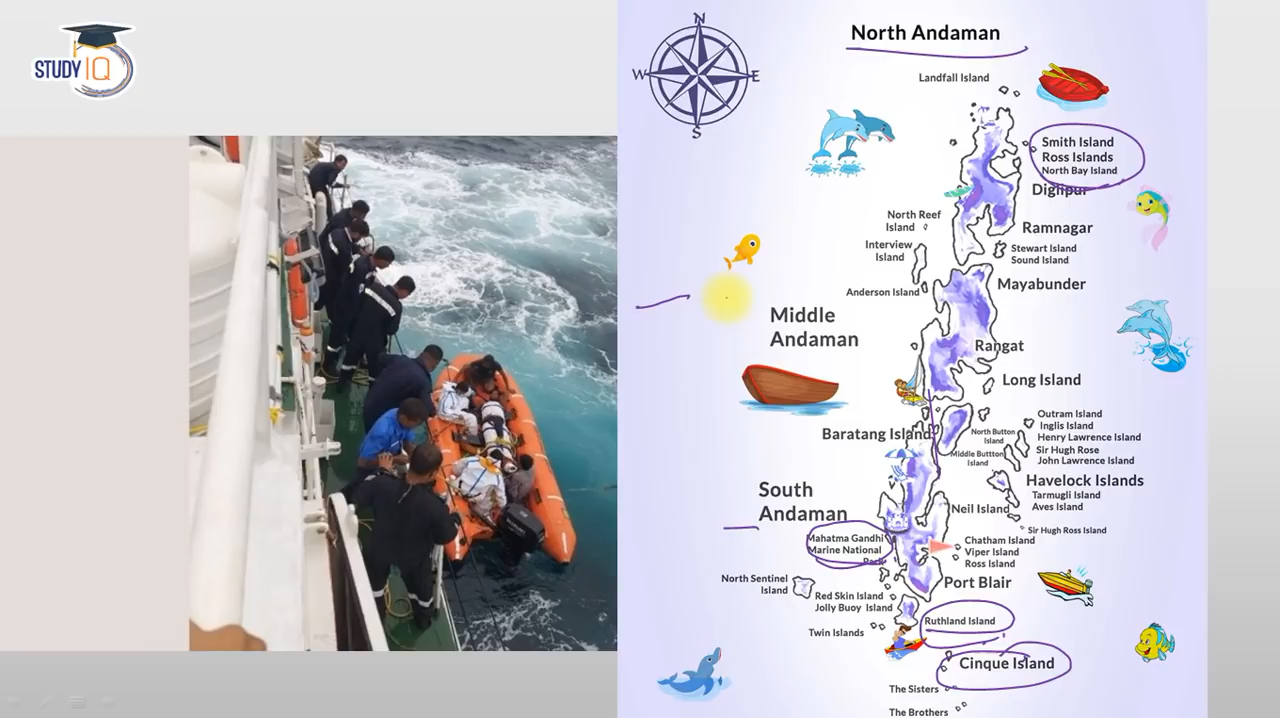 STUDY IQ
N
W
E
S
North Andaman
Landfall Island
Smith Island
Ross Islands
North Bay Island
Diglipur
North Reef
Island
Ramnagar
Interview
Island
Stewart Island
Sound Island
Anderson Island
Mayabunder
Middle
Andaman
Rangat
Long Island
Baratang Island
North Button
Island
Middle Buttton
Island
Outram Island
Inglis Island
Henry Lawrence Island
Sir Hugh Rose
John Lawrence Island
Havelock Islands
Tarmugli Island
Aves Island
South
Andaman
Neil Island
Sir Hugh Ross Island
Mahatma Gandhi
Marine National
Park
Chatham Island
Viper Island
Ross Island
North Sentinel
Island
Port Blair
Red Skin Island
Jolly Buoy Island
Twin Islands
Ruthland Island
Cinque Island
The Sisters
The Brothers